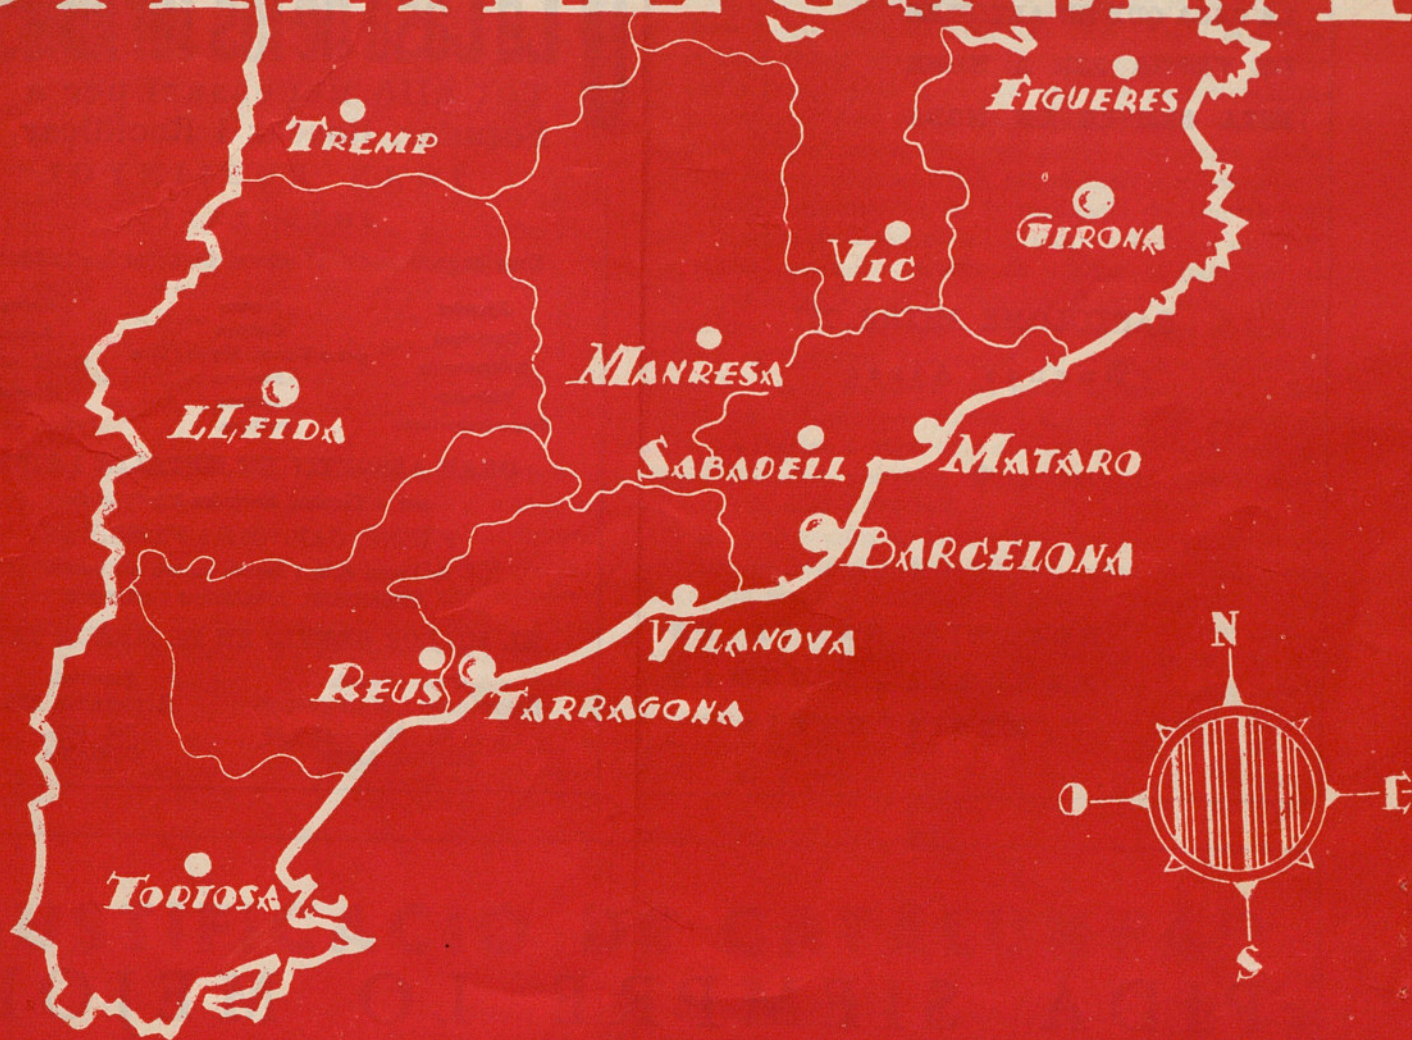 FIGUERES
TREMP
GIRONA
VIC
MANRESA
LLEIDA
SABADELL
MATARO
BARCELONA
VILANOVA
REUS
TARRAGONA
N
O
E
S
TORTOSA